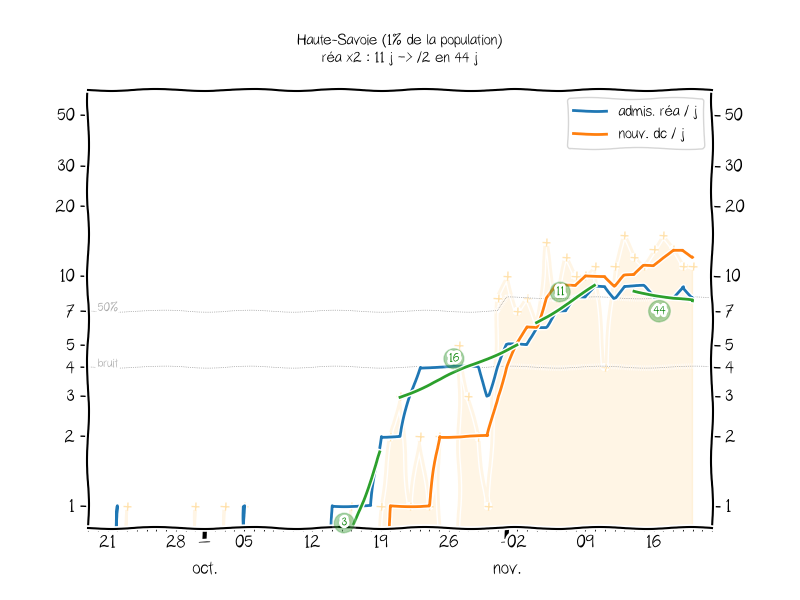 Haute-Savoie (1% de la population)
réa x2 : 11 j -> /2 en 44 j
admis. réa / j
nouv. dc / j
50 50
30 30
20 20
10 10
50%
7 7
5 5
bruit
4 4
3 3
2 2
1 1
11
44
16
3
21 28 05 12 19 26 02 09 16
oct. nov.